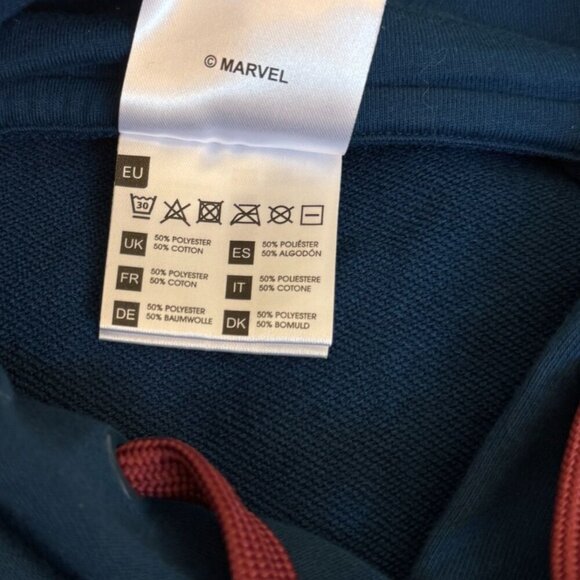 © MARVEL
EU
30
UK
50% POLYESTER
50% COTTON
ES
50% POLIÉSTER
50% ALGODÓN
FR
50% POLYESTER
50% COTON
IT
50% POLIESTERE
50% COTONE
DE
50% POLYESTER
50% BAUMWOLLE
DK
50% POLYESTER
50% BOMULD